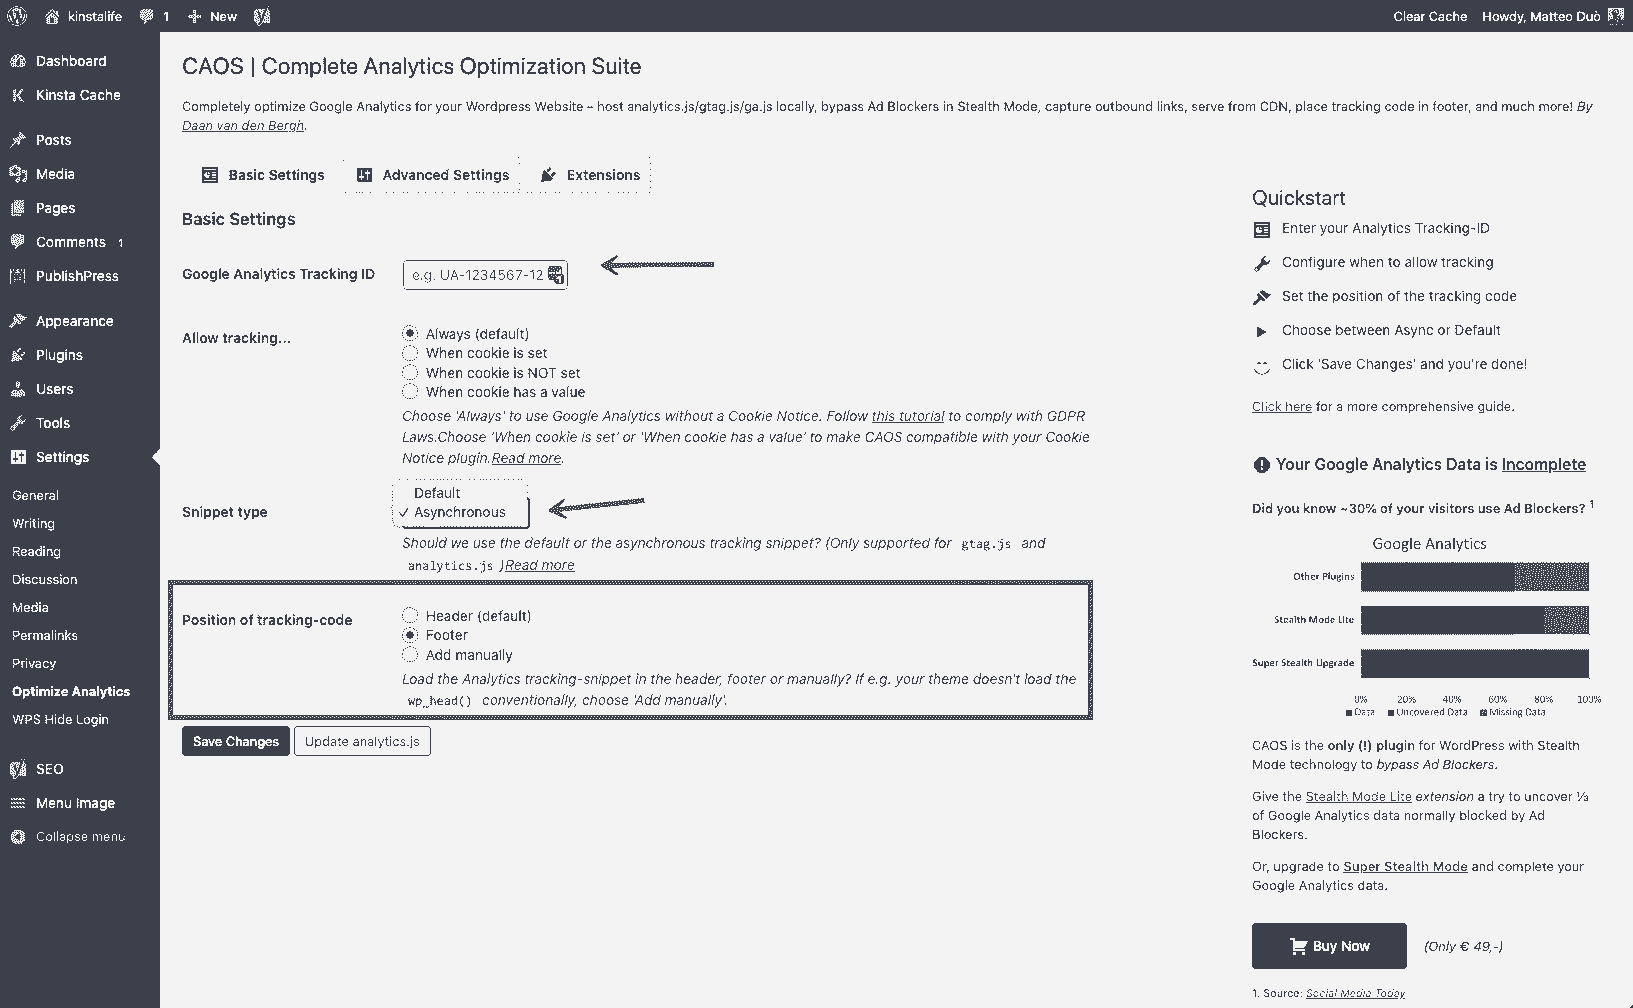 kinstalife 1 New Clear Cache Howdy, Matteo Duò
Dashboard
Kinsta Cache
Posts
Media
Pages
Comments 1
PublishPress
Appearance
Plugins
Users
Tools
Settings
General
Writing
Reading
Discussion
Media
Permalinks
Privacy
Optimize Analytics
WPS Hide Login
SEO
Menu Image
Collapse menu
CAOS | Complete Analytics Optimization Suite
Completely optimize Google Analytics for your Wordpress Website - host analytics.js/gtag.js/ga.js locally, bypass Ad Blockers in Stealth Mode, capture outbound links, serve from CDN, place tracking code in footer, and much more! By
Daan van den Bergh.
Basic Settings Advanced Settings Extensions
Basic Settings
Google Analytics Tracking ID e.g. UA-1234567-12
Allow tracking...
Always (default)
When cookie is set
When cookie is NOT set
When cookie has a value
Choose 'Always' to use Google Analytics without a Cookie Notice. Follow this tutorial to comply with GDPR
Laws.Choose 'When cookie is set' or 'When cookie has a value' to make CAOS compatible with your Cookie
Notice plugin.Read more.
Snippet type
Default
✓ Asynchronous
Should we use the default or the asynchronous tracking snippet? (Only supported for gtag.js and
analytics.js )Read more
Position of tracking-code
Header (default)
Footer
Add manually
Load the Analytics tracking-snippet in the header, footer or manually? If e.g. your theme doesn't load the
wp_head() conventionally, choose 'Add manually'.
Save Changes Update analytics.js
Quickstart
Enter your Analytics Tracking-ID
Configure when to allow tracking
Set the position of the tracking code
Choose between Async or Default
Click 'Save Changes' and you're done!
Click here for a more comprehensive guide.
Your Google Analytics Data is Incomplete
Did you know ~30% of your visitors use Ad Blockers? 1
Google Analytics
Other Plugins
Stealth Mode Lite
Super Stealth Upgrade
0% 20% 40% 60% 80% 100%
Data Uncovered Data Missing Data
CAOS is the only (!) plugin for WordPress with Stealth
Mode technology to bypass Ad Blockers.
Give the Stealth Mode Lite extension a try to uncover ⅓
of Google Analytics data normally blocked by Ad
Blockers.
Or, upgrade to Super Stealth Mode and complete your
Google Analytics data.
Buy Now (Only € 49,-)
1. Source: Social Media Today